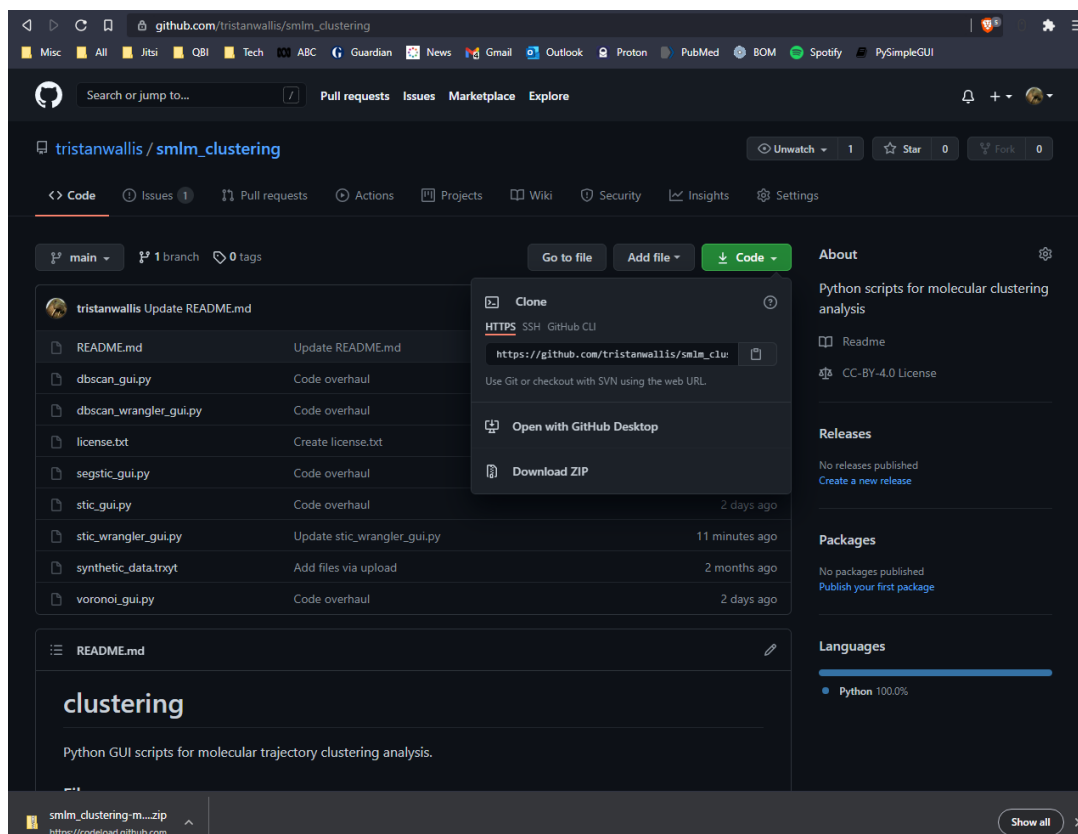 github.com/tristanwallis/smlm_clustering
5
Misc All Jitsi QBI Tech ABC Guardian News Gmail Outlook Proton PubMed BOM Spotify PySimpleGUI
Search or jump to... / Pull requests Issues Marketplace Explore
tristanwallis / smlm_clustering
Unwatch 1 Star 0 Fork 0
Code Issues 1 Pull requests Actions Projects Wiki Security Insights Settings
main 1 branch 0 tags Go to file Add file Code
tristanwallis Update README.md
README.md Update README.md
dbscan_gui.py Code overhaul
dbscan_wrangler_gui.py Code overhaul
license.txt Create license.txt
segstic_gui.py Code overhaul
stic_gui.py Code overhaul 2 days ago
stic_wrangler_gui.py Update stic_wrangler_gui.py 11 minutes ago
synthetic_data.trxyt Add files via upload 2 months ago
voronoi_gui.py Code overhaul 2 days ago
Clone
HTTPS SSH GitHub CLI
https://github.com/tristanwallis/smlm_clu
Use Git or checkout with SVN using the web URL.
Open with GitHub Desktop
Download ZIP
About
Python scripts for molecular clustering
analysis
Readme
CC-BY-4.0 License
Releases
No releases published
Create a new release
Packages
No packages published
Publish your first package
Languages
Python 100.0%
README.md
clustering
Python GUI scripts for molecular trajectory clustering analysis.
smlm_clustering-m....zip
https://codeload.github.com
Show all